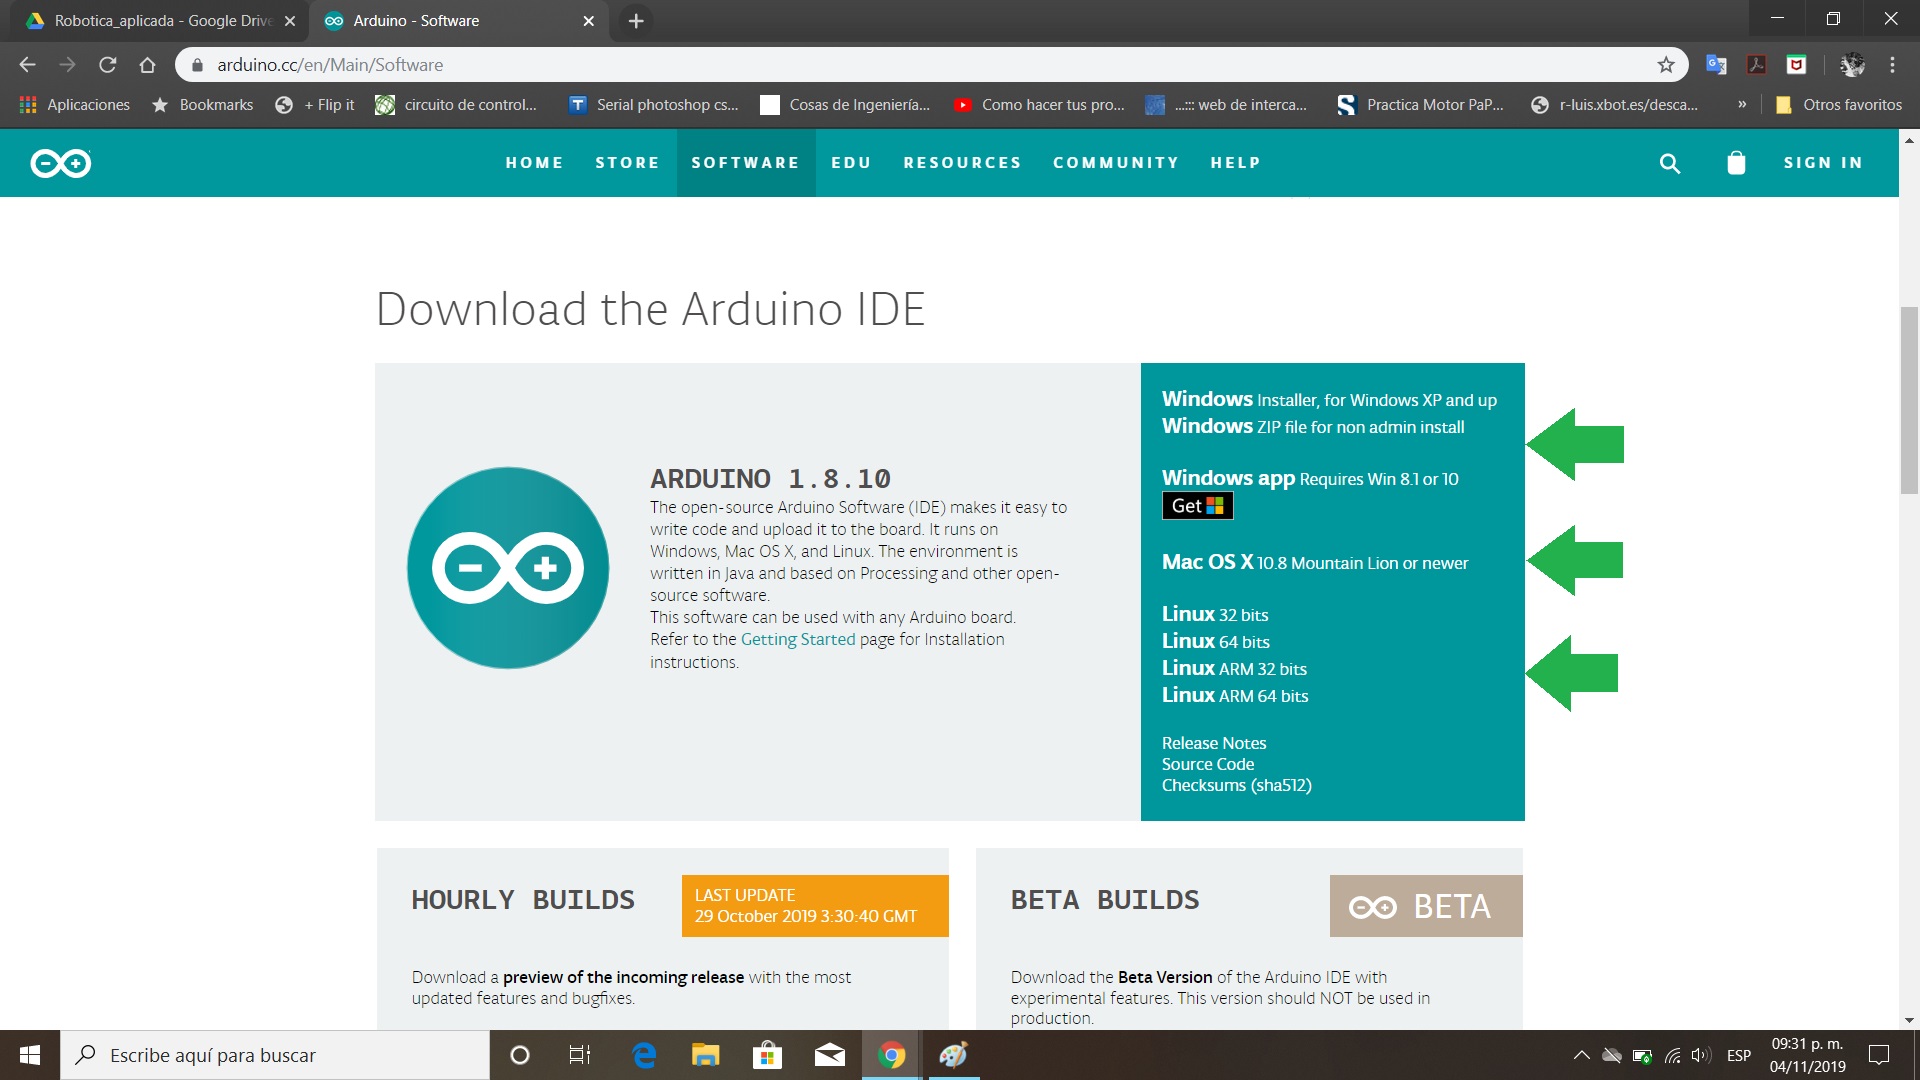 Robotica_aplicada - Google Drive
Arduino - Software
arduino.cc/en/Main/Software
Aplicaciones
Bookmarks
+ Flip it
circuito de control...
Serial photoshop cs...
Cosas de Ingeniería...
Como hacer tus pro...
...::: web de interca...
Practica Motor PaP...
r-luis.xbot.es/desca...
»
Otros favoritos
HOME
STORE
SOFTWARE
EDU
RESOURCES
COMMUNITY
HELP
SIGN IN
Download the Arduino IDE
ARDUINO 1.8.10
The open-source Arduino Software (IDE) makes it easy to
write code and upload it to the board. It runs on
Windows, Mac OS X, and Linux. The environment is
written in Java and based on Processing and other open-
source software.
This software can be used with any Arduino board.
Refer to the Getting Started page for Installation
instructions.
Windows Installer, for Windows XP and up
Windows ZIP file for non admin install
Windows app Requires Win 8.1 or 10
Get
Mac OS X 10.8 Mountain Lion or newer
Linux 32 bits
Linux 64 bits
Linux ARM 32 bits
Linux ARM 64 bits
Release Notes
Source Code
Checksums (sha512)
HOURLY BUILDS
LAST UPDATE
29 October 2019 3:30:40 GMT
Download a preview of the incoming release with the most
updated features and bugfixes.
BETA BUILDS
BETA
Download the Beta Version of the Arduino IDE with
experimental features. This version should NOT be used in
production.
Escribe aquí para buscar
ESP
09:31 p. m.
04/11/2019